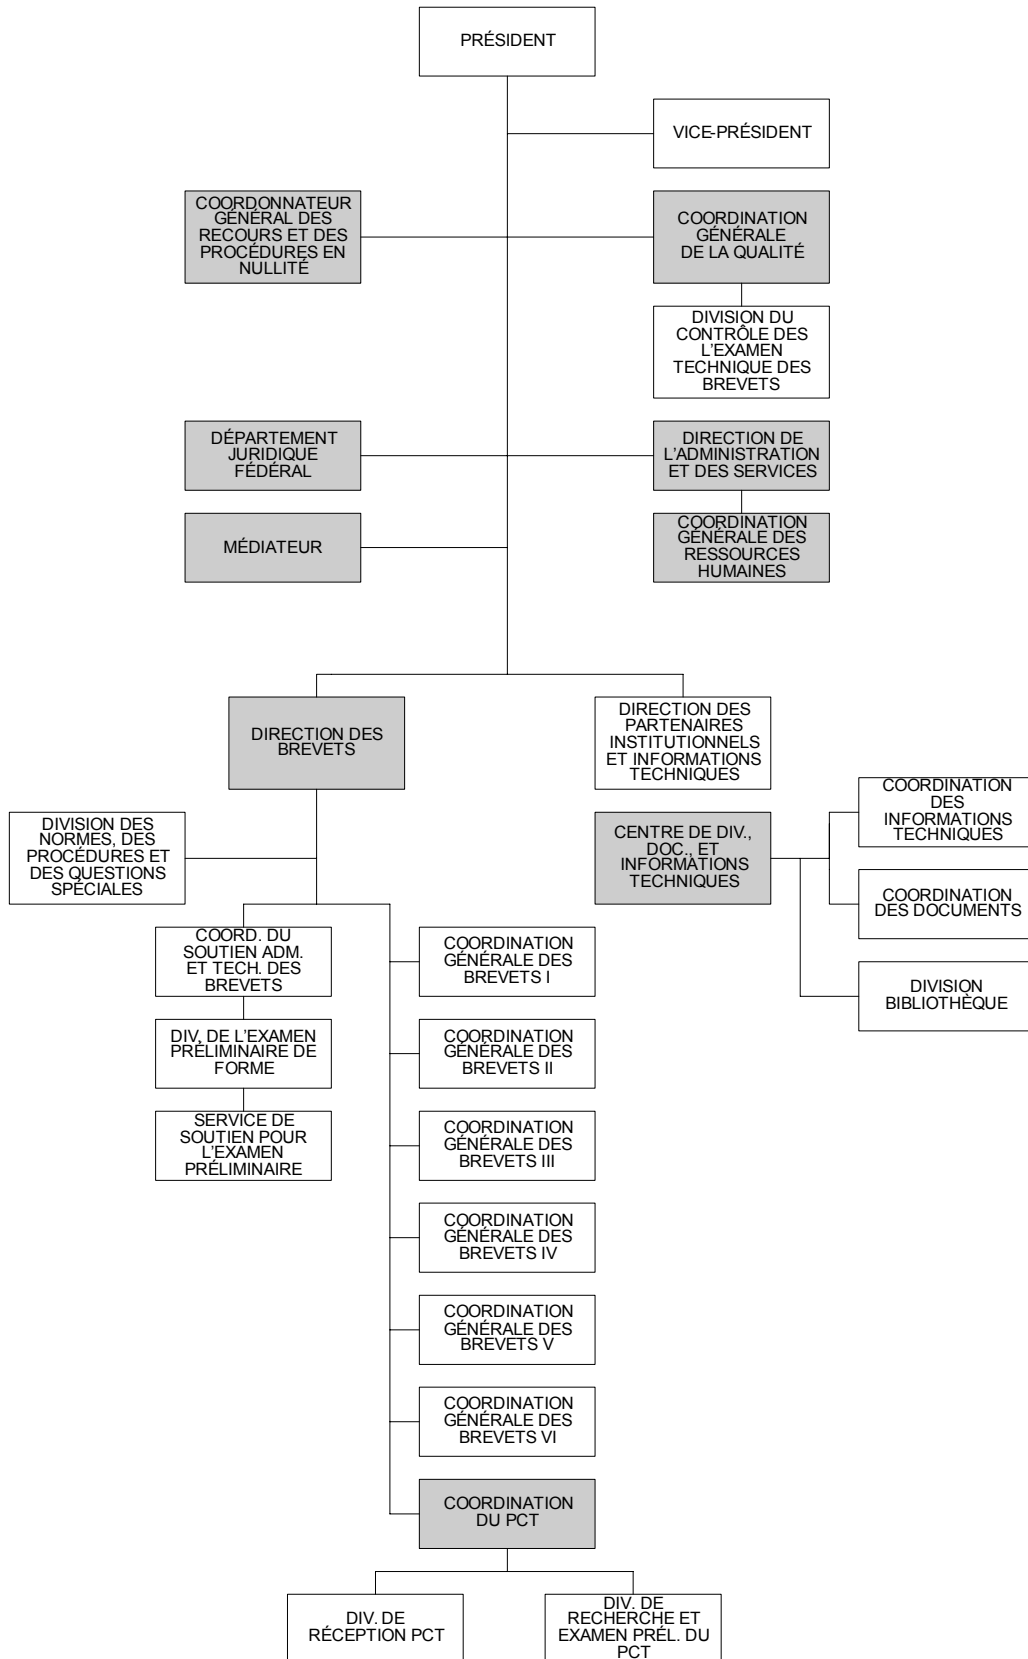 PRÉSIDENT
VICE-PRÉSIDENT
COORDONNATEUR
GÉNÉRAL DES
RECOURS ET DES
PROCÉDURES EN
NULLITÉ
COORDINATION
GÉNÉRALE
DE LA QUALITÉ
DIVISION DU
CONTRÔLE DES
L'EXAMEN
TECHNIQUE DES
BREVETS
DÉPARTEMENT
JURIDIQUE
FÉDÉRAL
DIRECTION DE
L'ADMINISTRATION
ET DES SERVICES
MÉDIATEUR
COORDINATION
GÉNÉRALE DES
RESSOURCES
HUMAINES
DIRECTION DES
BREVETS
DIRECTION DES
PARTENAIRES
INSTITUTIONNELS
ET INFORMATIONS
TECHNIQUES
DIVISION DES
NORMES, DES
PROCÉDURES ET
DES QUESTIONS
SPÉCIALES
CENTRE DE DIV.,
DOC., ET
INFORMATIONS
TECHNIQUES
COORDINATION
DES
INFORMATIONS
TECHNIQUES
COORDINATION
DES DOCUMENTS
DIVISION
BIBLIOTHÈQUE
COORD. DU
SOUTIEN ADM.
ET TECH. DES
BREVETS
DIV. DE L'EXAMEN
PRÉLIMINAIRE DE
FORME
SERVICE DE
SOUTIEN POUR
L'EXAMEN
PRÉLIMINAIRE
COORDINATION
GÉNÉRALE DES
BREVETS I
COORDINATION
GÉNÉRALE DES
BREVETS II
COORDINATION
GÉNÉRALE DES
BREVETS III
COORDINATION
GÉNÉRALE DES
BREVETS IV
COORDINATION
GÉNÉRALE DES
BREVETS V
COORDINATION
GÉNÉRALE DES
BREVETS VI
COORDINATION
DU PCT
DIV. DE
RÉCEPTION PCT
DIV. DE
RECHERCHE ET
EXAMEN PRÉL. DU
PCT